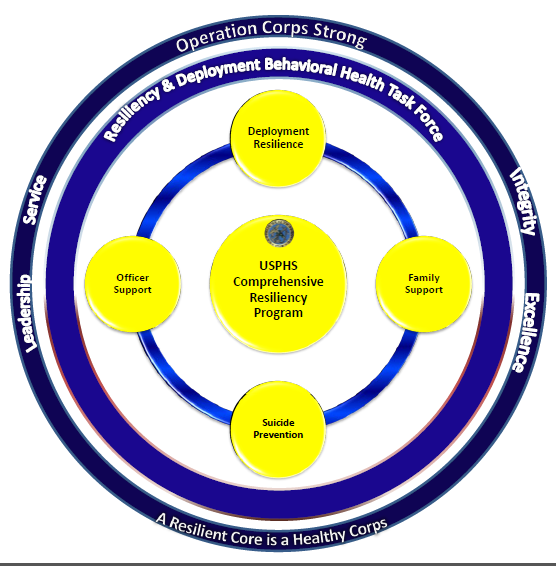 Operation Corps Strong
Resiliency & Deployment Behavioral Health Task Force
Service
Leadership
Integrity
Excellence
Deployment
Resilience
Officer
Support
USPHS
Comprehensive
Resiliency
Program
Family
Support
Suicide
Prevention
A Resilient Core is a Healthy Corps